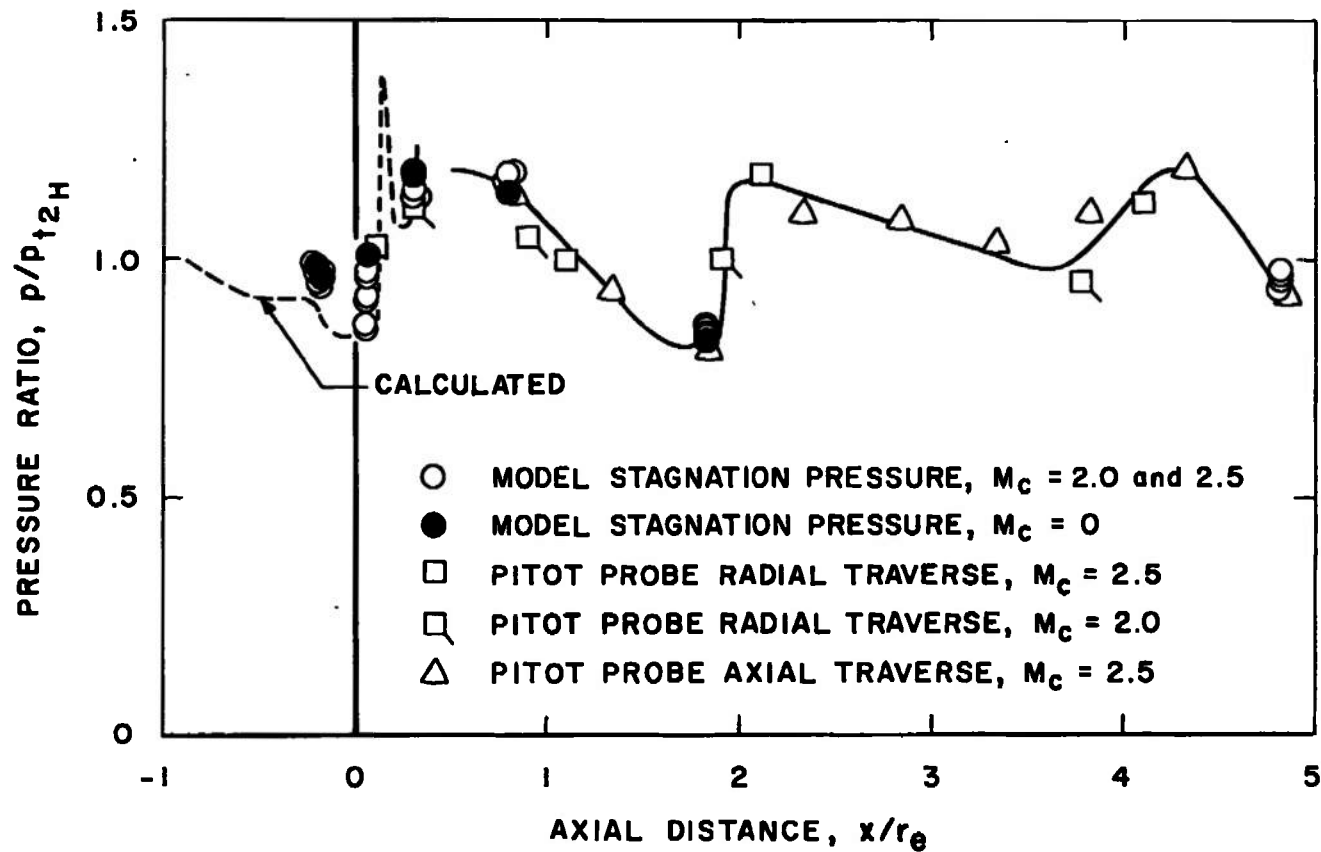 1.5
1.0
0.5
0
PRESSURE RATIO, p/pt2H
CALCULATED
MODEL STAGNATION PRESSURE, Mc = 2.0 and 2.5
MODEL STAGNATION PRESSURE, Mc = 0
PITOT PROBE RADIAL TRAVERSE, Mc = 2.5
PITOT PROBE RADIAL TRAVERSE, Mc = 2.0
PITOT PROBE AXIAL TRAVERSE, Mc = 2.5
-1 0 1 2 3 4 5
AXIAL DISTANCE, x/re